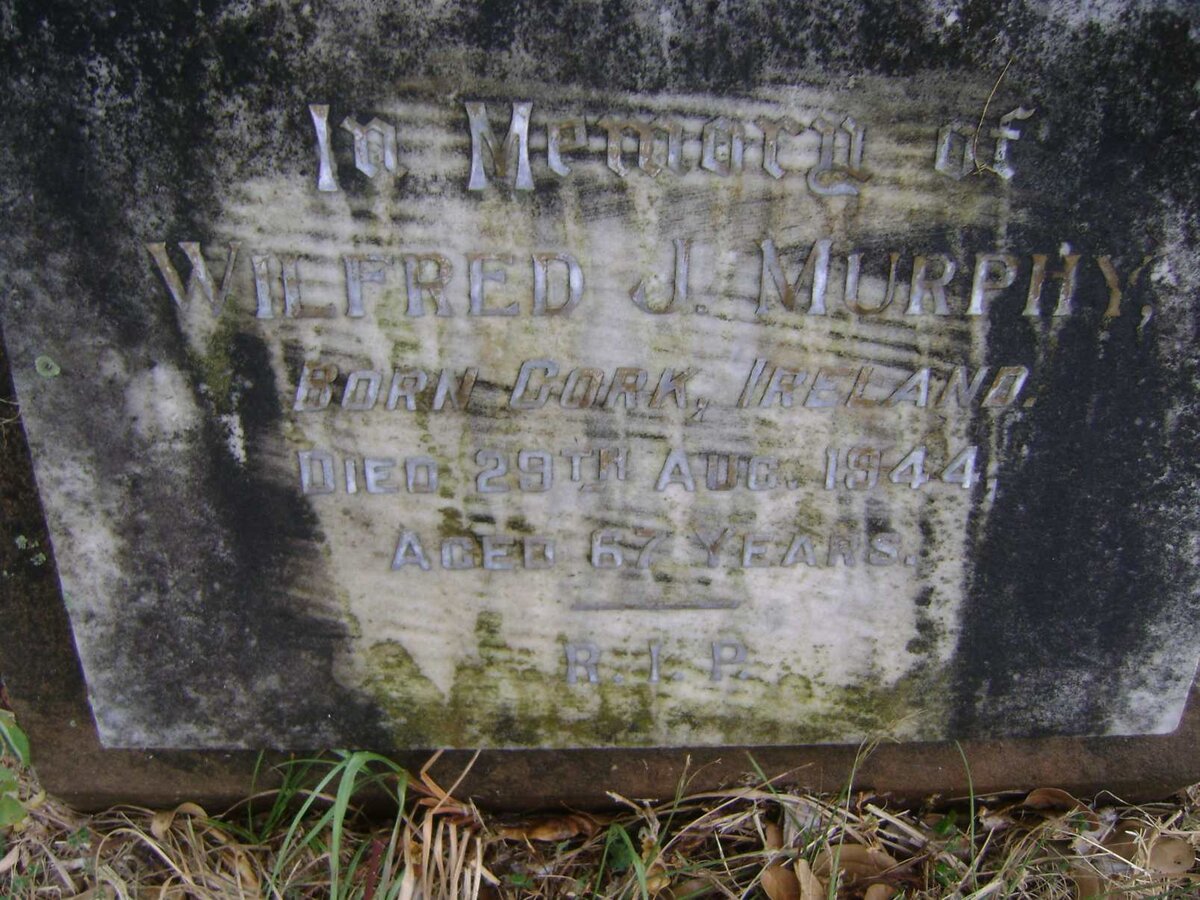 In Memory of
WILFRED J. MURPHY,
BORN CORK, IRELAND.
DIED 29TH AUG. 1944,
AGED 67 YEARS.
R.I.P.